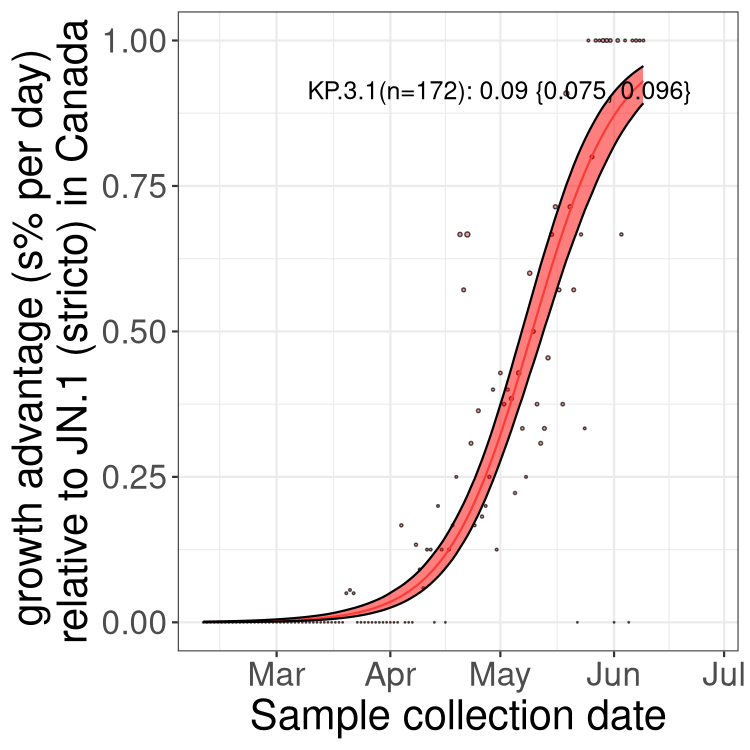 growth advantage (s% per day)
relative to JN.1 (stricto) in Canada
1.00
0.75
0.50
0.25
0.00
KP.3.1(n=172): 0.09 {0.075, 0.096}
Mar Apr May Jun Jul
Sample collection date